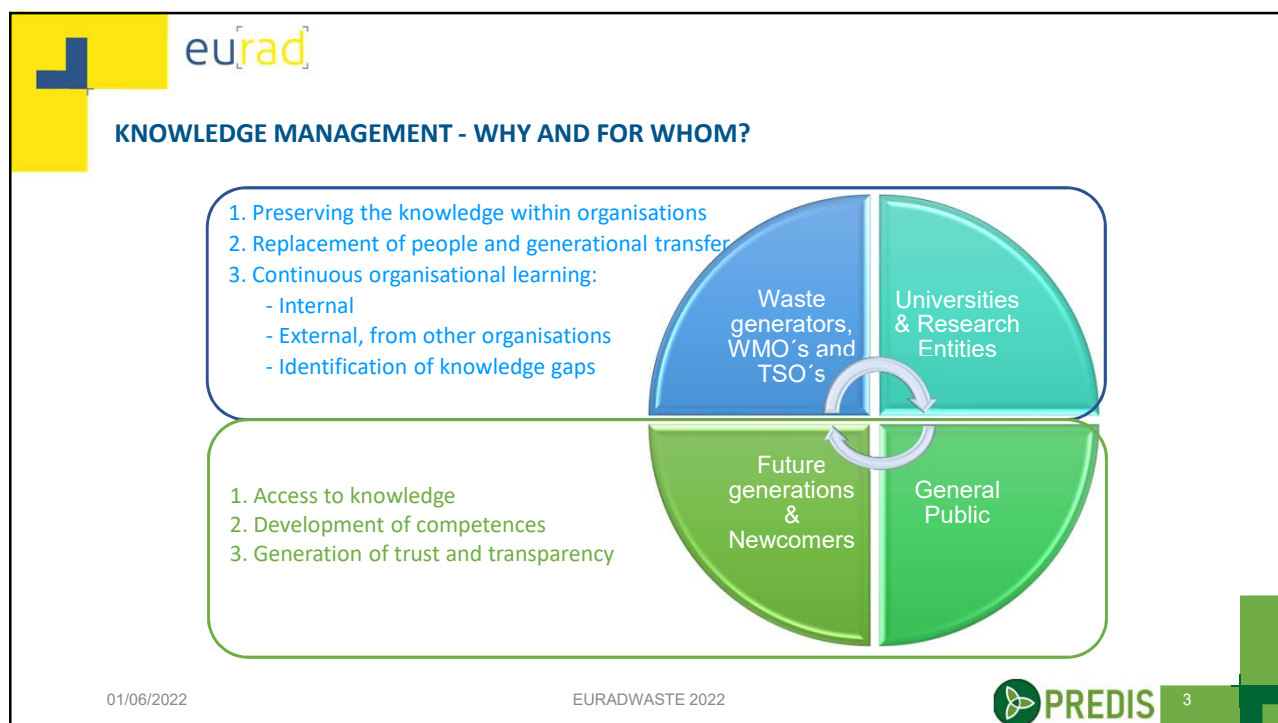 eurad
KNOWLEDGE MANAGEMENT - WHY AND FOR WHOM?
1. Preserving the knowledge within organisations
2. Replacement of people and generational transfer
3. Continuous organisational learning:
- Internal
- External, from other organisations
- Identification of knowledge gaps
Waste
generators,
WMO´s and
TSO´s
Universities
& Research
Entities
1. Access to knowledge
2. Development of competences
3. Generation of trust and transparency
Future
generations
&
Newcomers
General
Public
01/06/2022
EURADWASTE 2022
PREDIS
3